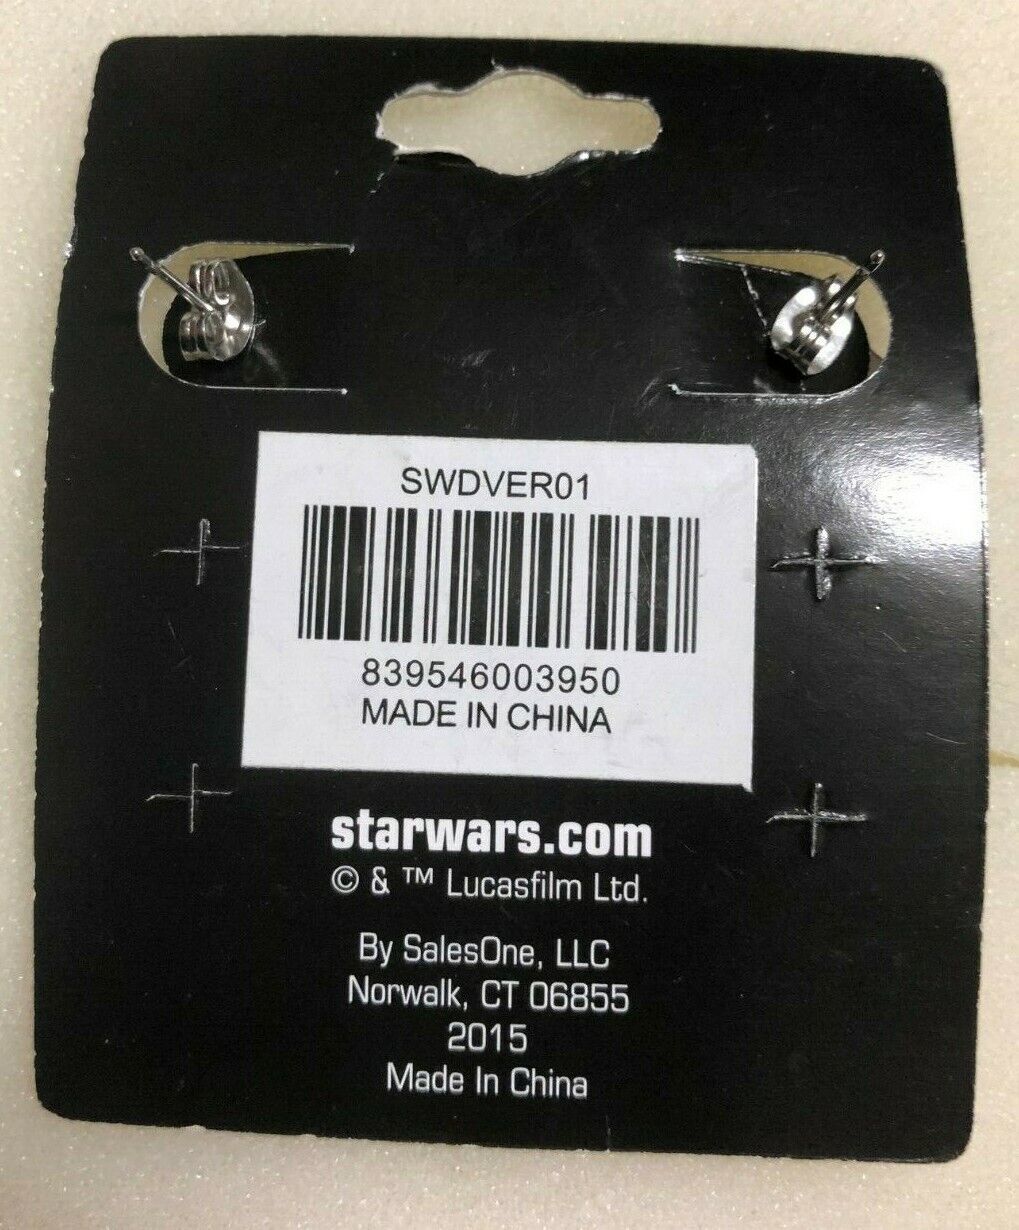 SWDVER01
839546003950
MADE IN CHINA
starwars.com
© & ™ Lucasfilm Ltd.
By SalesOne, LLC
Norwalk, CT 06855
2015
Made In China